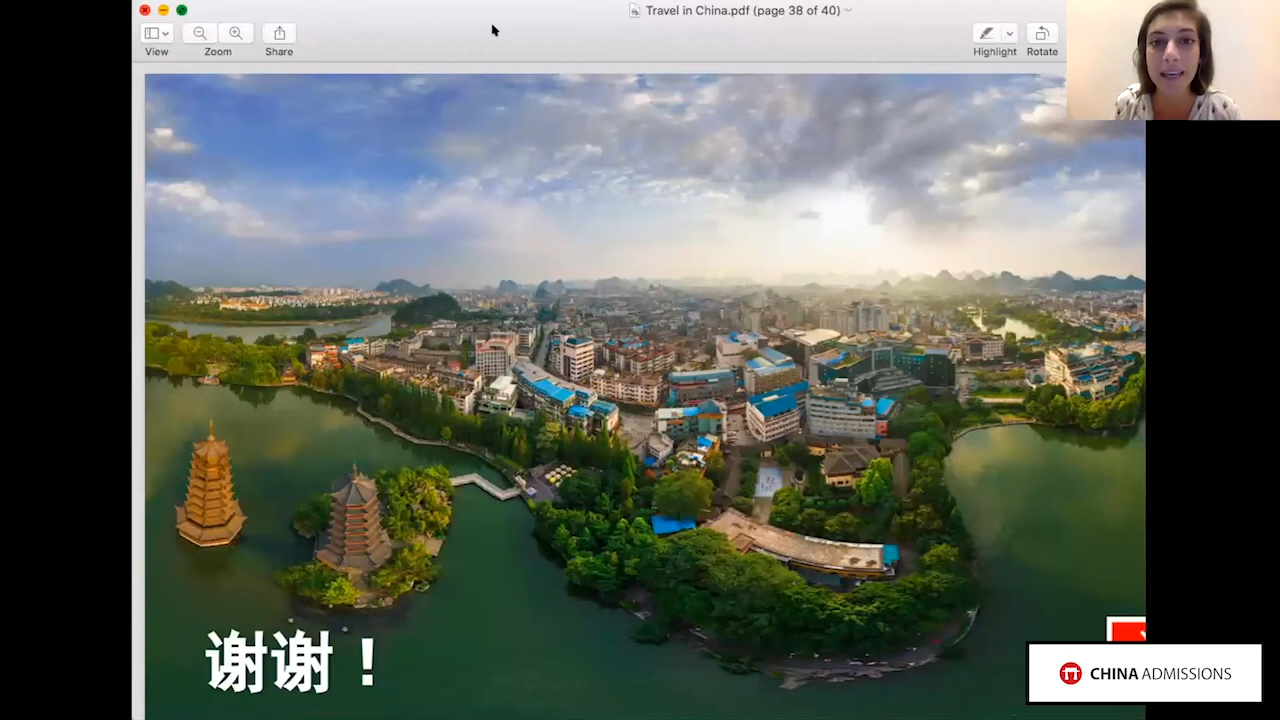 Travel in China.pdf (page 38 of 40)
View
Zoom
Share
Highlight
Rotate
谢谢！
CHINA ADMISSIONS